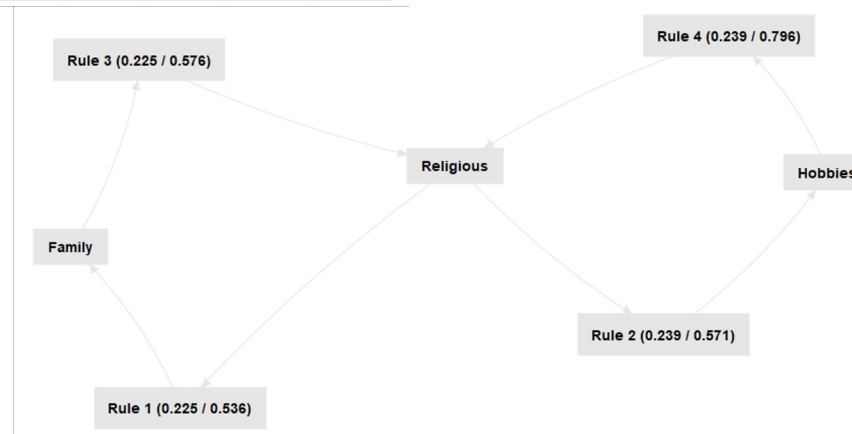 Rule 4 (0.239 / 0.796)
Rule 3 (0.225 / 0.576)
Religious
Hobbies
Family
Rule 2 (0.239 / 0.571)
Rule 1 (0.225 / 0.536)